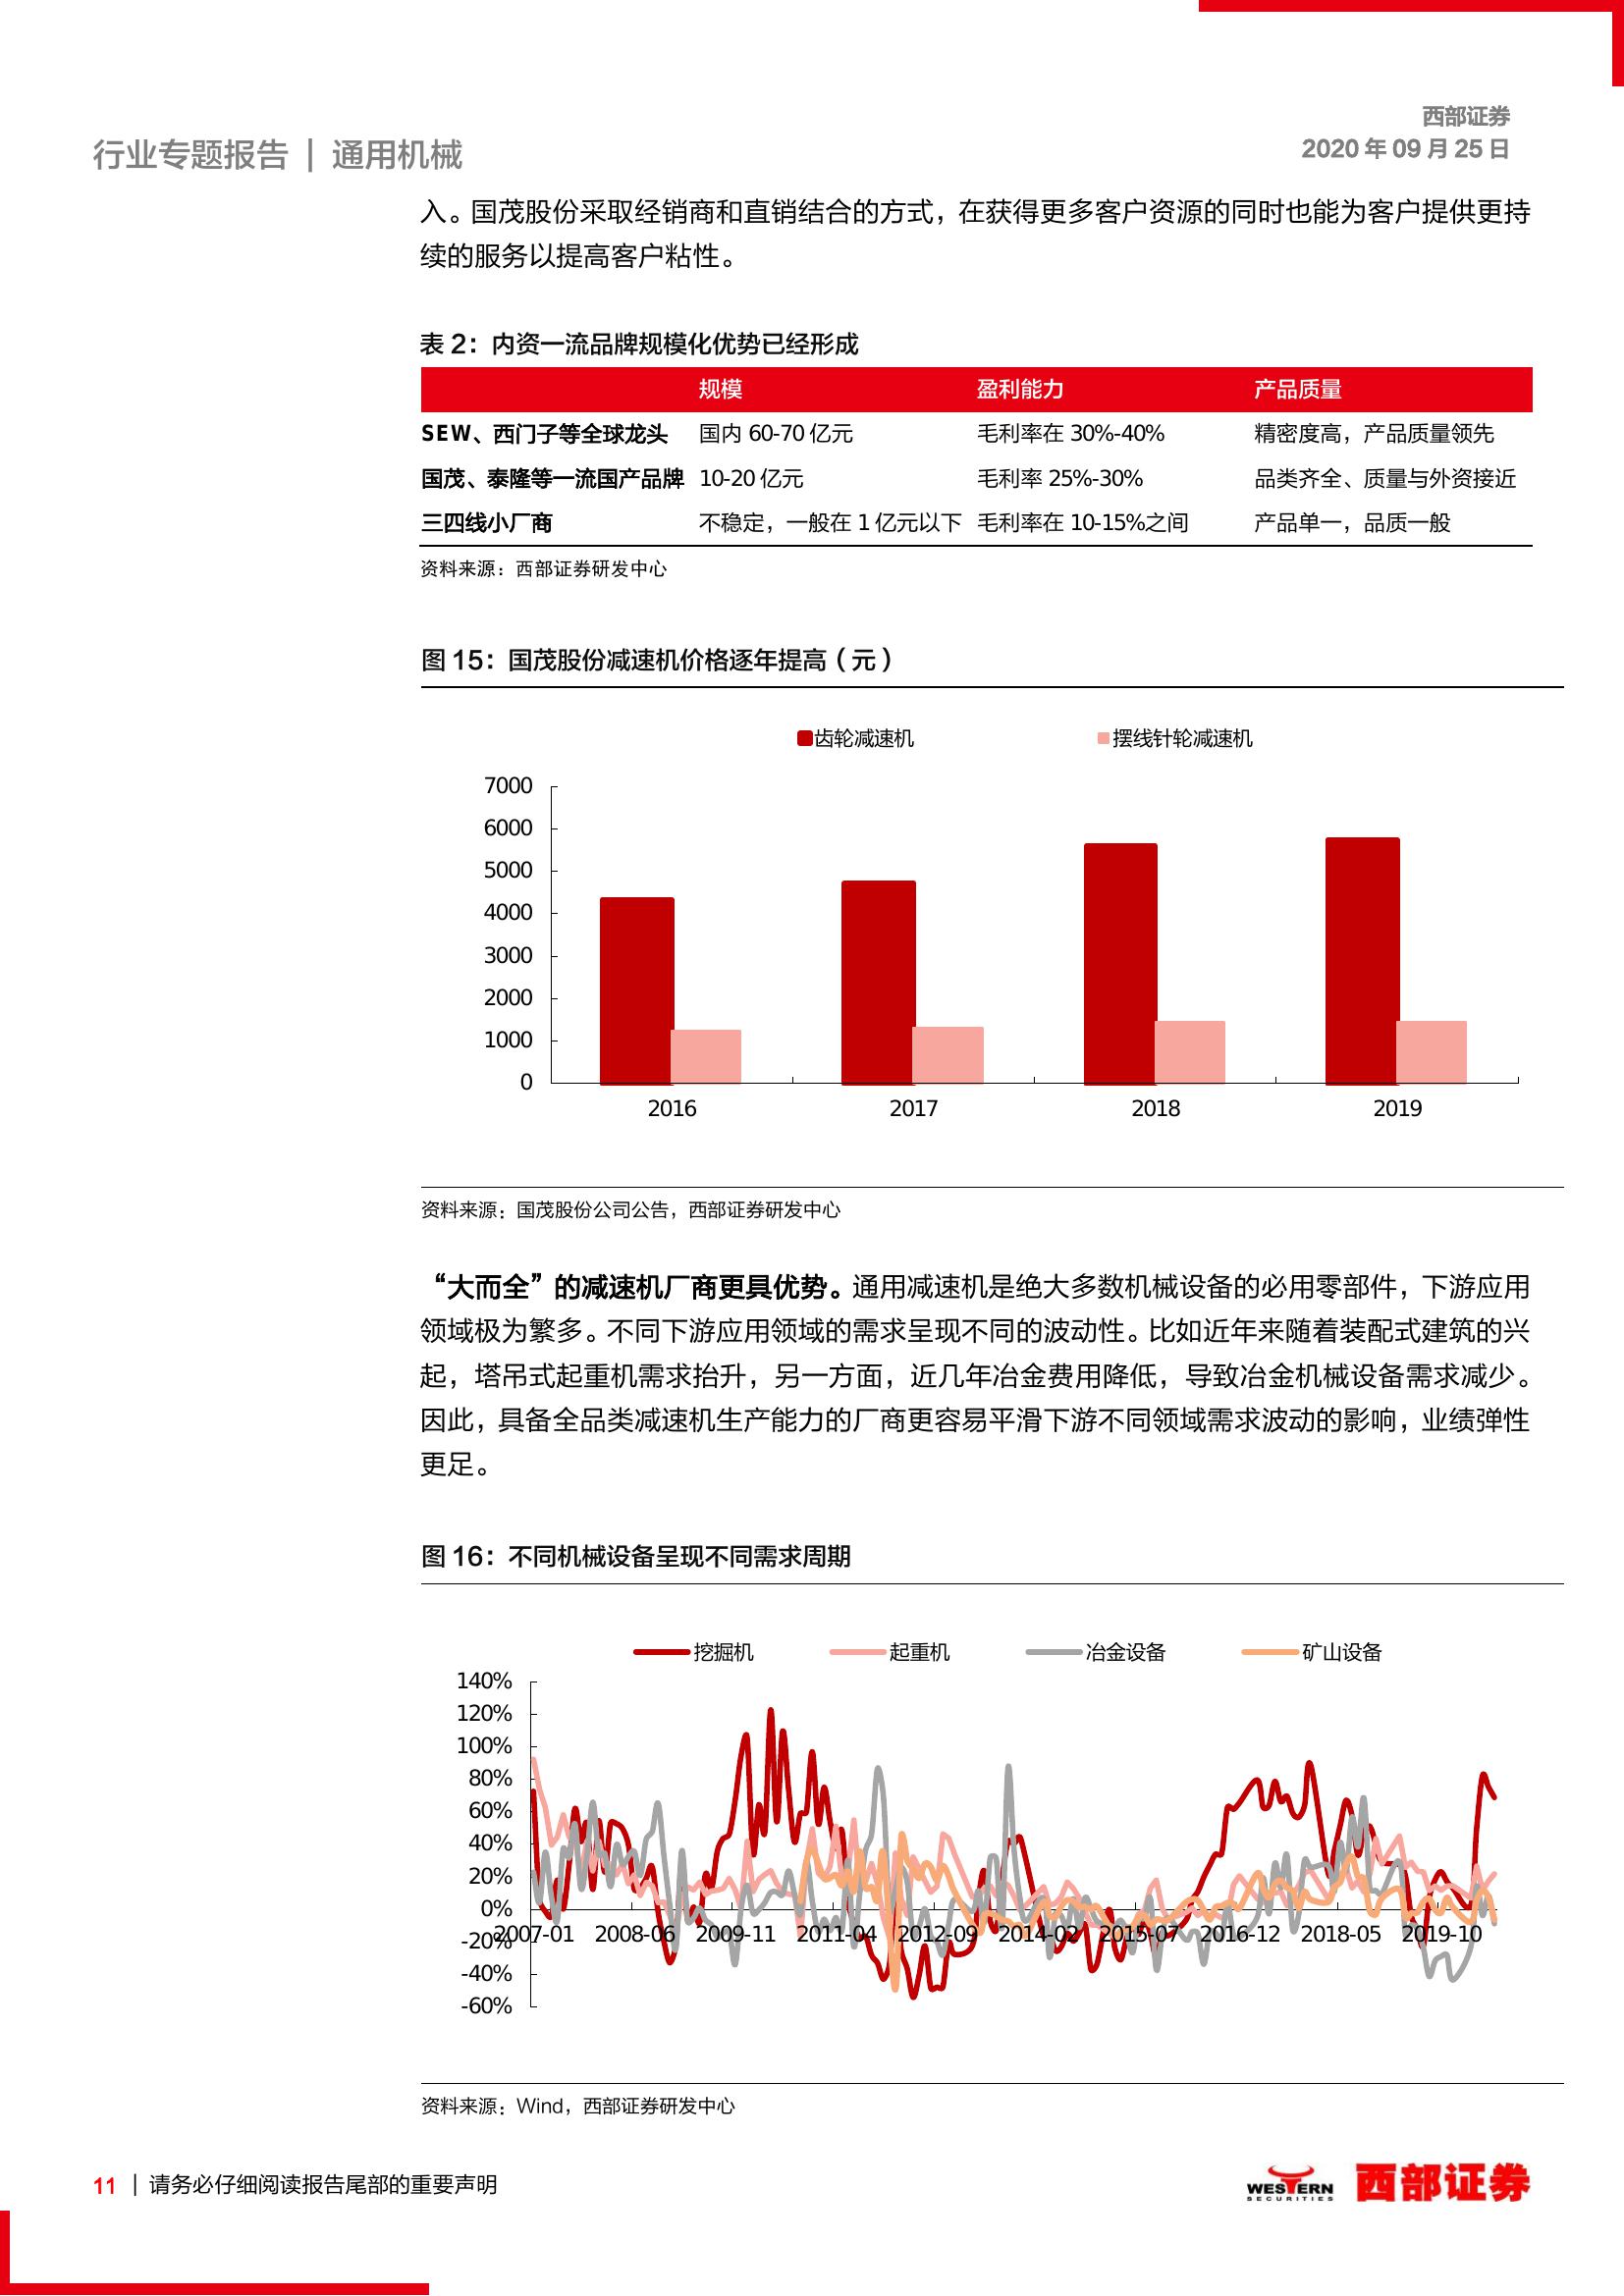 西部证券
行业专题报告 | 通用机械
2020 年 09 月 25 日
入。国茂股份采取经销商和直销结合的方式，在获得更多客户资源的同时也能为客户提供更持
续的服务以提高客户粘性。
表 2：内资一流品牌规模化优势已经形成
规模 盈利能力 产品质量
SEW、西门子等全球龙头 国内 60-70 亿元 毛利率在 30%-40% 精密度高，产品质量领先
国茂、泰隆等一流国产品牌 10-20 亿元 毛利率 25%-30% 品类齐全、质量与外资接近
三四线小厂商 不稳定，一般在 1 亿元以下 毛利率在 10-15%之间 产品单一，品质一般
资料来源：西部证券研发中心
图 15：国茂股份减速机价格逐年提高（元）
齿轮减速机 摆线针轮减速机
7000
6000
5000
4000
3000
2000
1000
0
2016 2017 2018 2019
资料来源：国茂股份公司公告，西部证券研发中心
“大而全”的减速机厂商更具优势。通用减速机是绝大多数机械设备的必用零部件，下游应用
领域极为繁多。不同下游应用领域的需求呈现不同的波动性。比如近年来随着装配式建筑的兴
起，塔吊式起重机需求抬升，另一方面，近几年冶金费用降低，导致冶金机械设备需求减少。
因此，具备全品类减速机生产能力的厂商更容易平滑下游不同领域需求波动的影响，业绩弹性
更足。
图 16：不同机械设备呈现不同需求周期
挖掘机 起重机 冶金设备 矿山设备
140%
120%
100%
80%
60%
40%
20%
0%
-20%
-40%
-60%
2007-01 2008-06 2009-11 2011-04 2012-09 2014-02 2015-07 2016-12 2018-05 2019-10
资料来源：Wind，西部证券研发中心
11 | 请务必仔细阅读报告尾部的重要声明
WESTERN
SECURITIES
西部证券